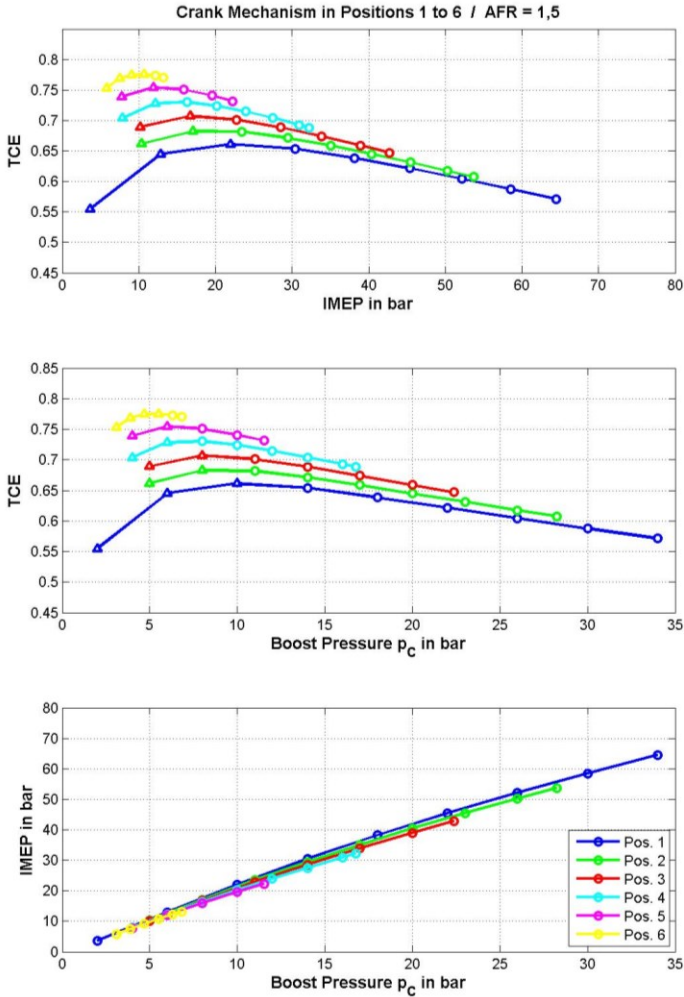 Crank Mechanism in Positions 1 to 6 / AFR = 1,5
TCE
0.8
0.75
0.7
0.65
0.6
0.55
0.5
0.45
0 10 20 30 40 50 60 70 80
IMEP in bar
TCE
0.85
0.8
0.75
0.7
0.65
0.6
0.55
0.5
0.45
0 5 10 15 20 25 30 35
Boost Pressure pC in bar
IMEP in bar
80
70
60
50
40
30
20
10
0
Pos. 1
Pos. 2
Pos. 3
Pos. 4
Pos. 5
Pos. 6
0 5 10 15 20 25 30 35
Boost Pressure pC in bar